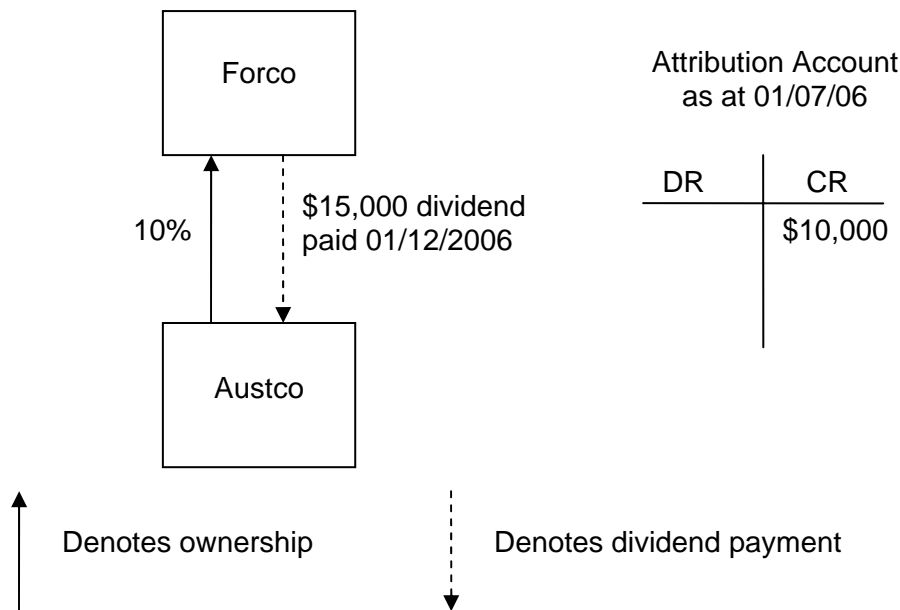 Forco
Attribution Account
as at 01/07/06
DR CR
$10,000
10%
$15,000 dividend
paid 01/12/2006
Austco
Denotes ownership
Denotes dividend payment